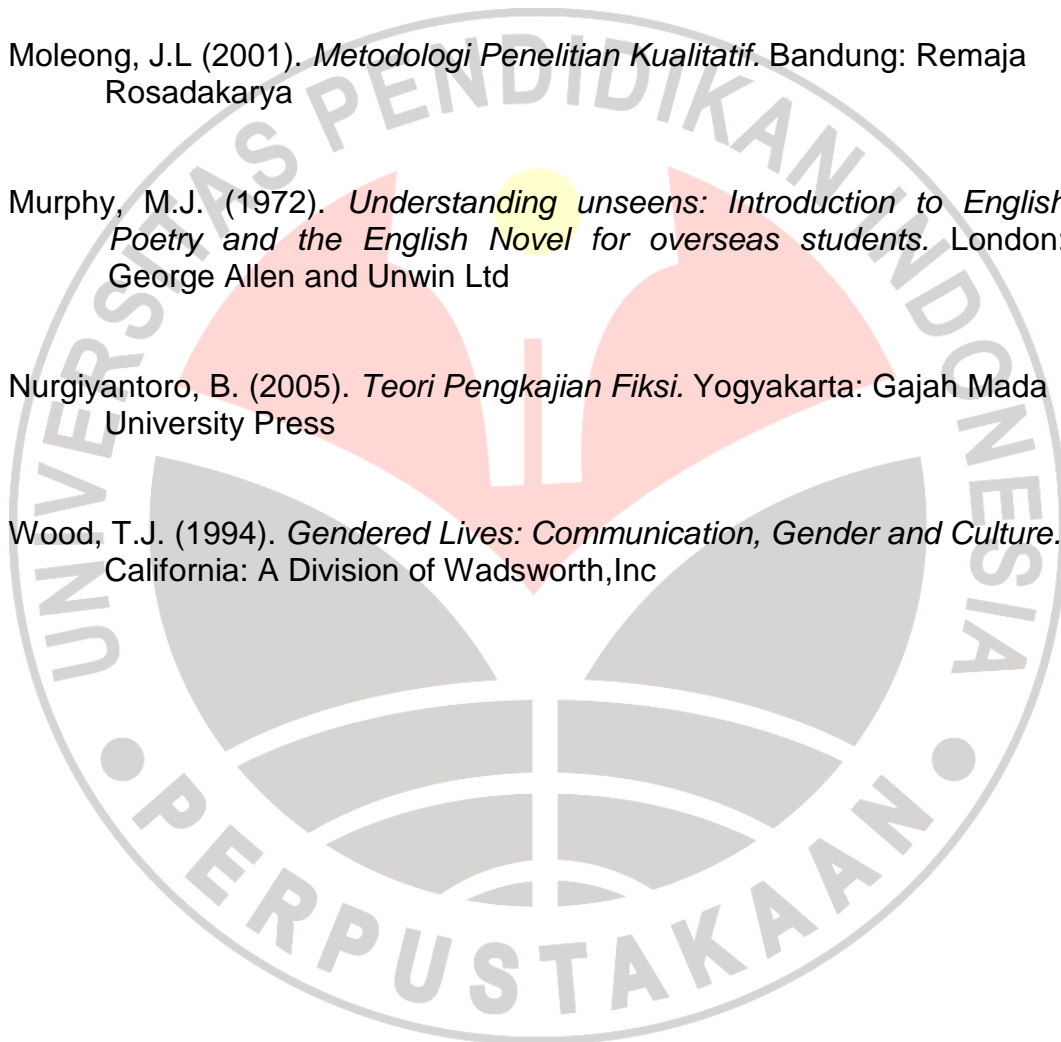 Moleong, J.L (2001). Metodologi Penelitian Kualitatif. Bandung: Remaja
Rosadakarya
Murphy, M.J. (1972). Understanding unseens: Introduction to English
Poetry and the English Novel for overseas students. London:
George Allen and Unwin Ltd
Nurgiyantoro, B. (2005). Teori Pengkajian Fiksi. Yogyakarta: Gajah Mada
University Press
Wood, T.J. (1994). Gendered Lives: Communication, Gender and Culture.
California: A Division of Wadsworth,Inc
UNIVERSITAS PENDIDIKAN INDONESIA
PERPUSTAKAAN